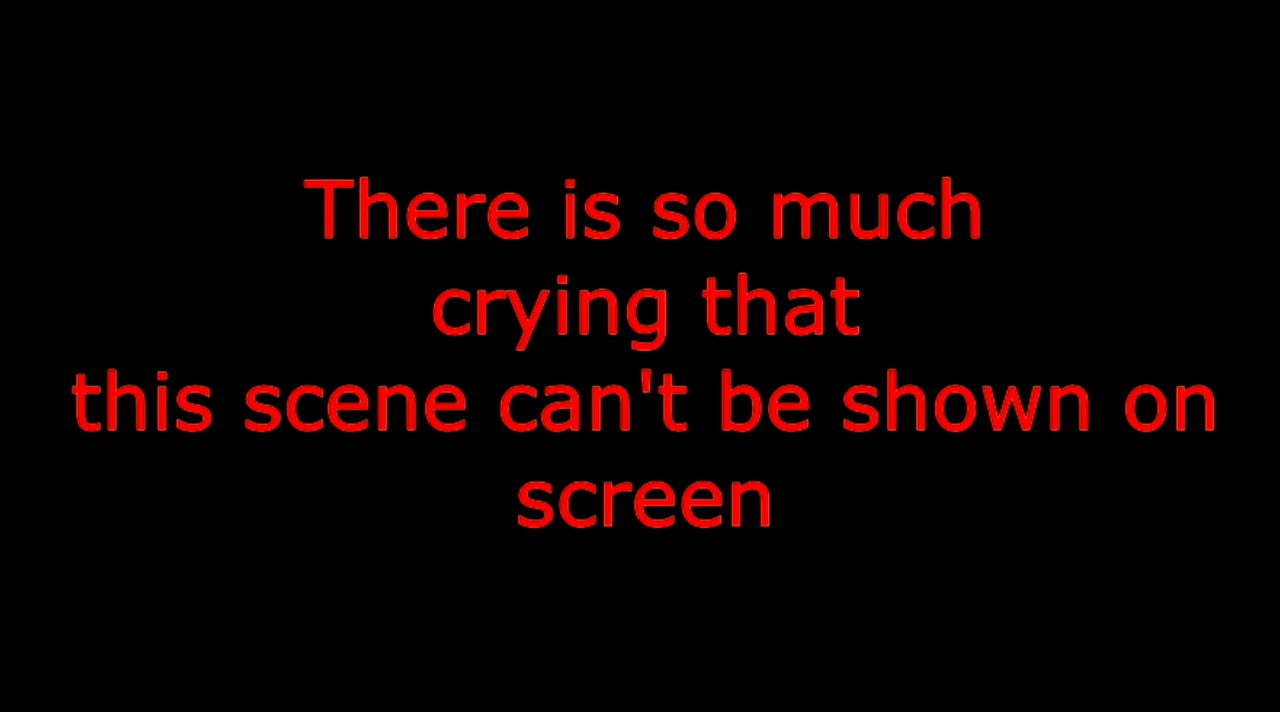 There is so much
crying that
this scene can't be shown on
screen